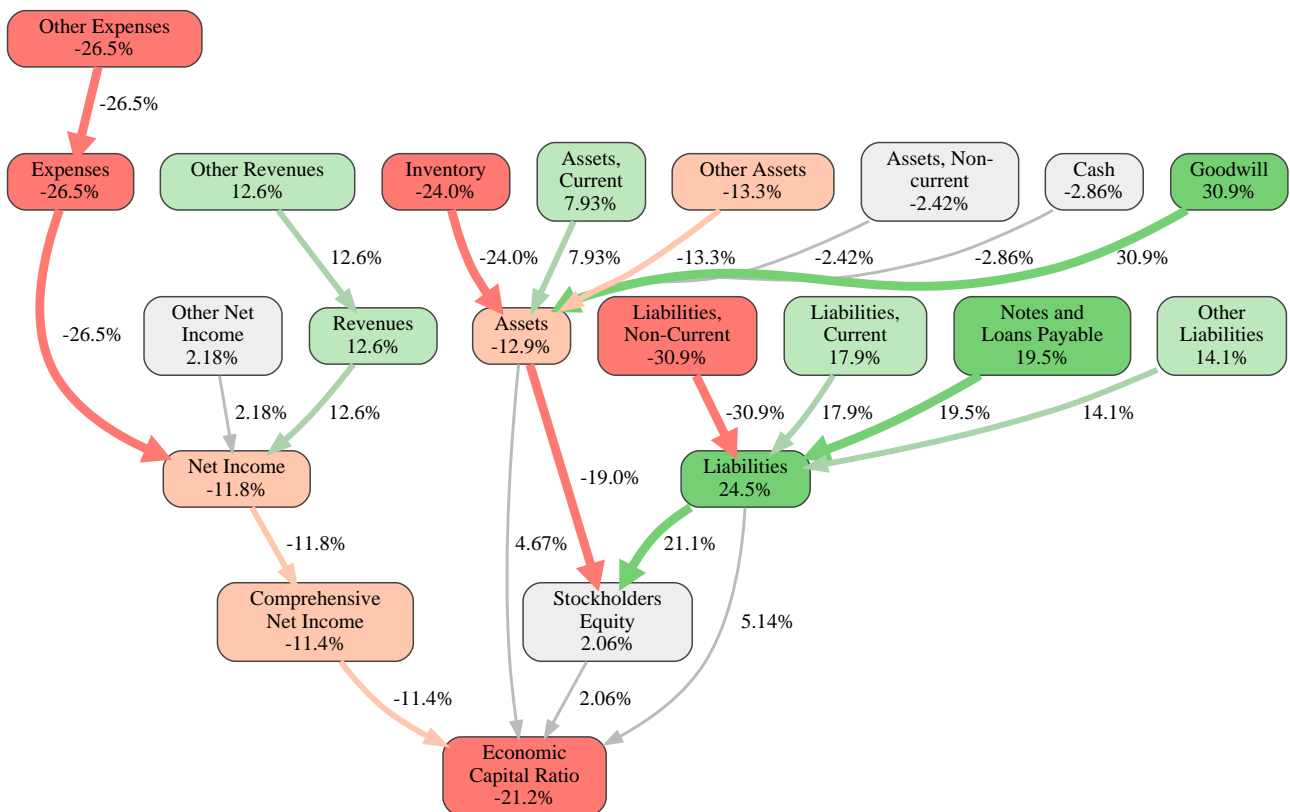 Other Expenses
-26.5%
-26.5%
Expenses
-26.5%
Other Revenues
12.6%
Inventory
-24.0%
Assets,
Current
7.93%
Other Assets
-13.3%
Assets, Non-
current
-2.42%
Cash
-2.86%
Goodwill
30.9%
12.6%
-24.0%
7.93%
-13.3%
-2.42%
-2.86%
30.9%
-26.5%
Other Net
Income
2.18%
Revenues
12.6%
Assets
-12.9%
Liabilities,
Non-Current
-30.9%
Liabilities,
Current
17.9%
Notes and
Loans Payable
19.5%
Other
Liabilities
14.1%
2.18%
12.6%
-30.9%
17.9%
19.5%
14.1%
Net Income
-11.8%
-19.0%
Liabilities
24.5%
-11.8%
4.67%
21.1%
Comprehensive
Net Income
-11.4%
Stockholders
Equity
2.06%
5.14%
-11.4%
2.06%
Economic
Capital Ratio
-21.2%